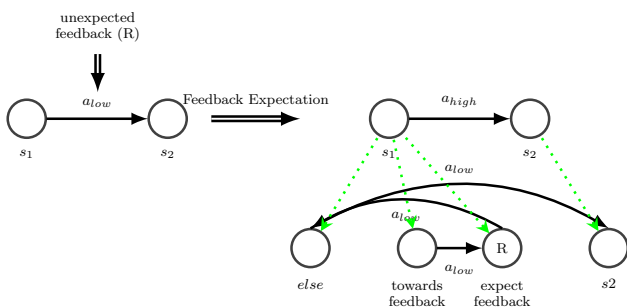 unexpected
feedback (R)
a_low
Feedback Expectation
a_high
s_1
s_2
s_1
s_2
a_low
a_low
R
a_low
else
towards
feedback
expect
feedback
s2